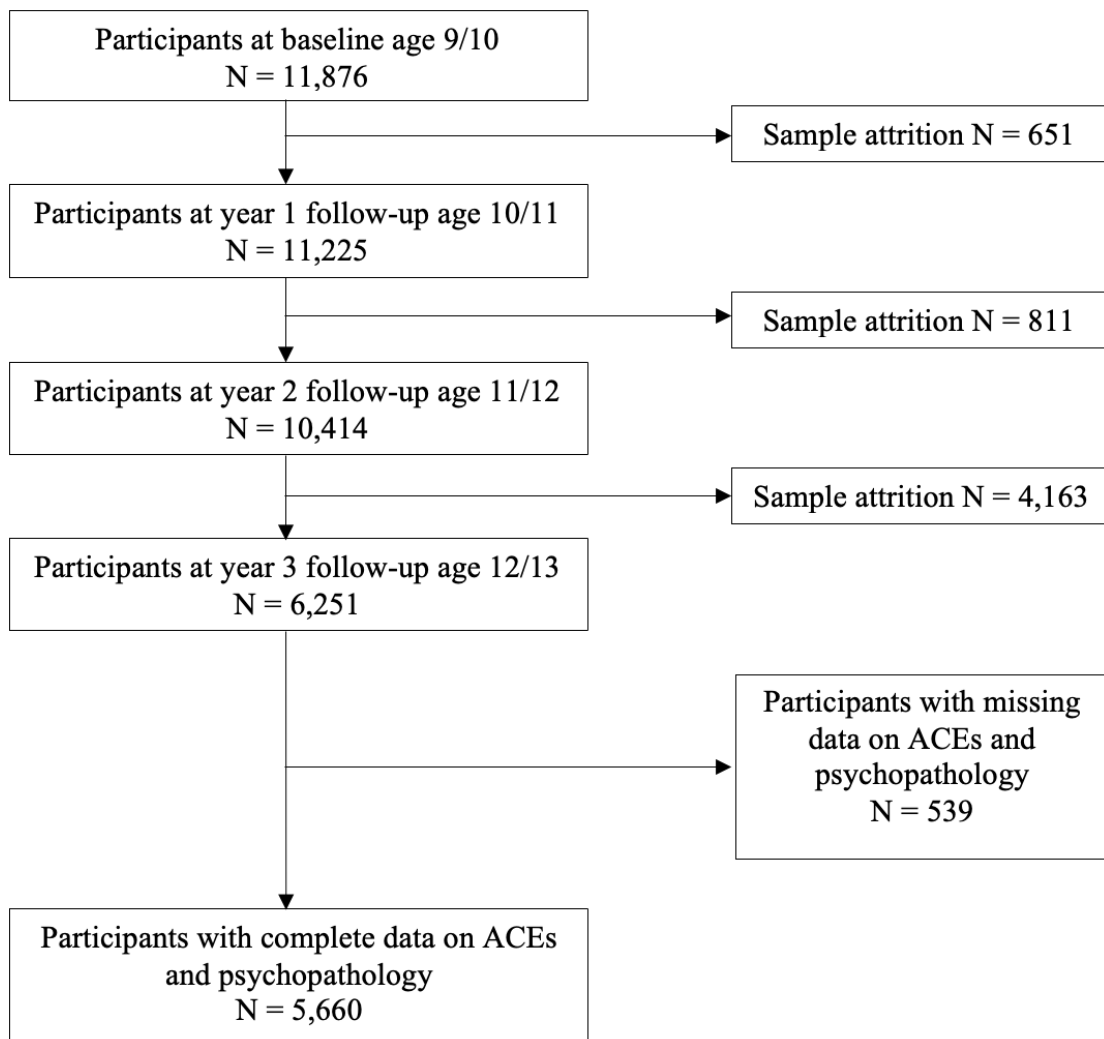 Participants at baseline age 9/10
N = 11,876
Sample attrition N = 651
Participants at year 1 follow-up age 10/11
N = 11,225
Sample attrition N = 811
Participants at year 2 follow-up age 11/12
N = 10,414
Sample attrition N = 4,163
Participants at year 3 follow-up age 12/13
N = 6,251
Participants with missing
data on ACEs and
psychopathology
N = 539
Participants with complete data on ACEs
and psychopathology
N = 5,660